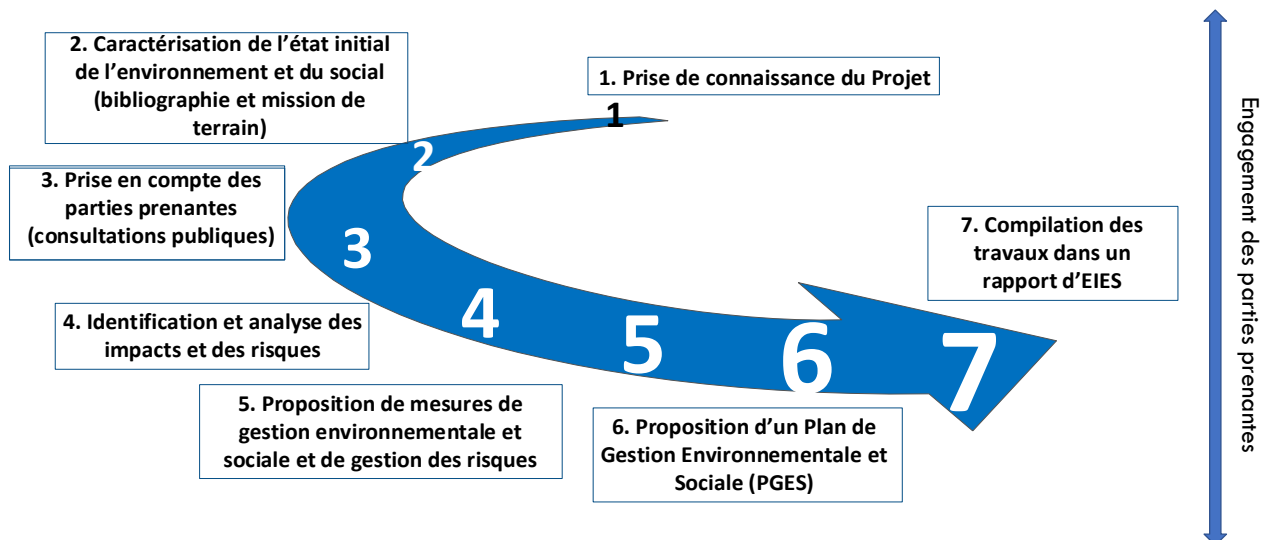 1. Prise de connaissance du Projet
2. Caractérisation de l’état initial
de l’environnement et du social
(bibliographie et mission de
terrain)
3. Prise en compte des
parties prenantes
(consultations publiques)
4. Identification et analyse des
impacts et des risques
5. Proposition de mesures de
gestion environnementale et
sociale et de gestion des risques
6. Proposition d’un Plan de
Gestion Environnementale et
Sociale (PGES)
7. Compilation des
travaux dans un
rapport d’EIES
1
2
3
4
5
6
7
Engagement des parties prenantes